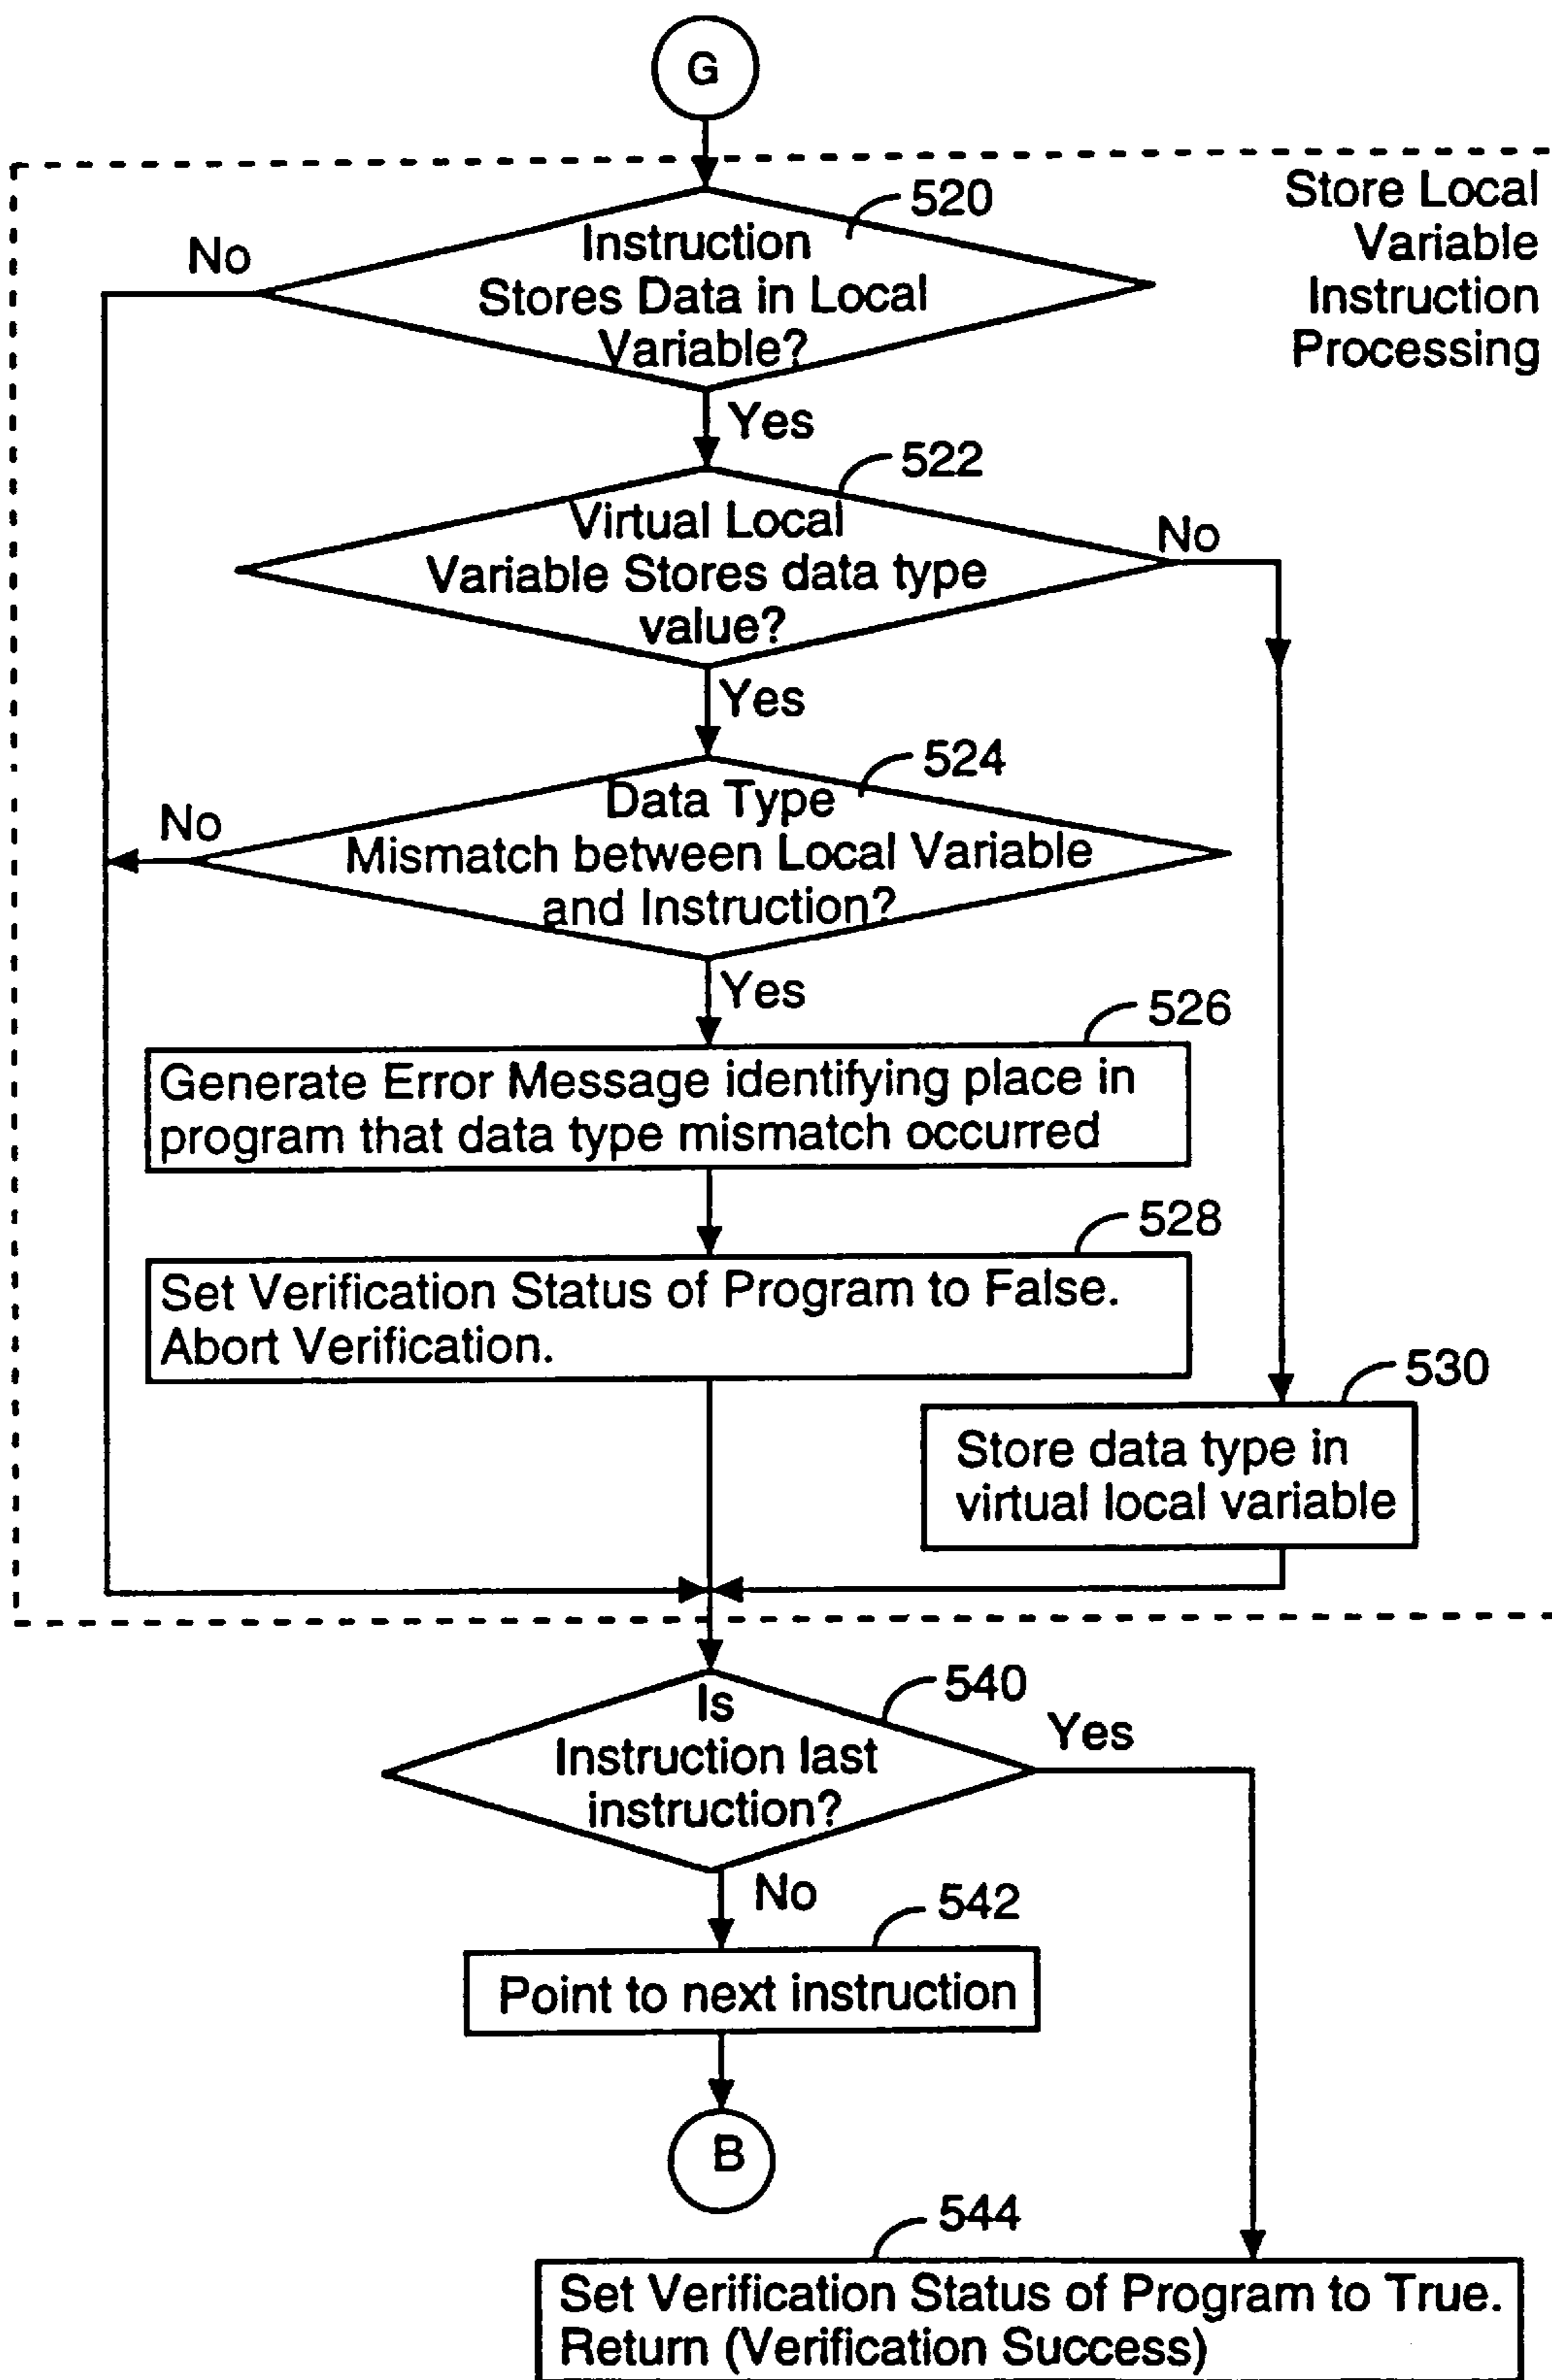 G
520
Store Local
Variable
Instruction
Processing
No
Instruction
Stores Data in Local
Variable?
Yes
522
Virtual Local
Variable Stores data type
value?
No
Yes
524
Data Type
Mismatch between Local Variable
and Instruction?
No
Yes
526
Generate Error Message identifying place in
program that data type mismatch occurred
528
Set Verification Status of Program to False.
Abort Verification.
530
Store data type in
virtual local variable
540
Is
Instruction last
instruction?
Yes
No
542
Point to next instruction
B
544
Set Verification Status of Program to True.
Return (Verification Success)